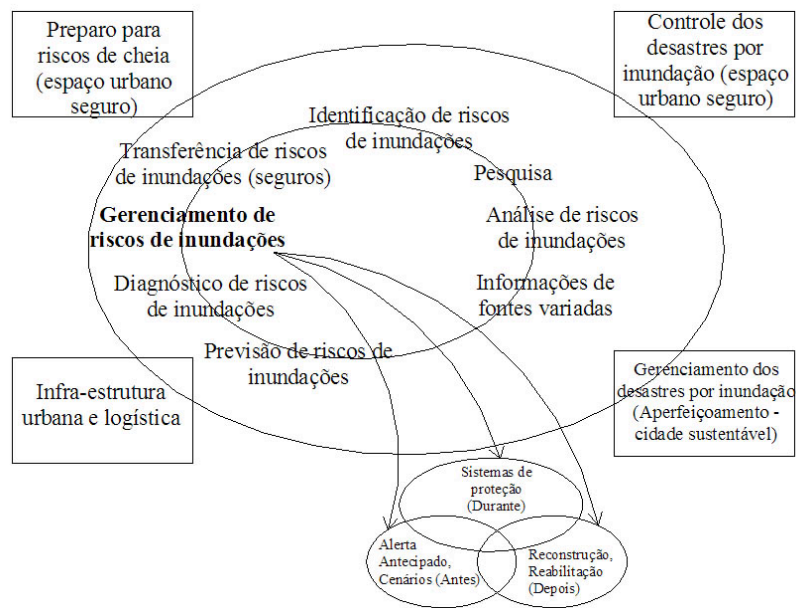 Preparo para
riscos de cheia
(espaço urbano
seguro)
Controle dos
desastres por
inundação (espaço
urbano seguro)
Identificação de riscos
de inundações
Transferência de riscos
de inundações (seguros)
Pesquisa
Gerenciamento de
riscos de inundações
Análise de riscos
de inundações
Diagnóstico de riscos
de inundações
Informações de
fontes variadas
Previsão de riscos de
inundações
Infra-estrutura
urbana e logística
Gerenciamento dos
desastres por inundação
(Aperfeiçoamento -
cidade sustentável)
Sistemas de
proteção
(Durante)
Alerta
Antecipado,
Cenários (Antes)
Reconstrução,
Reabilitação
(Depois)